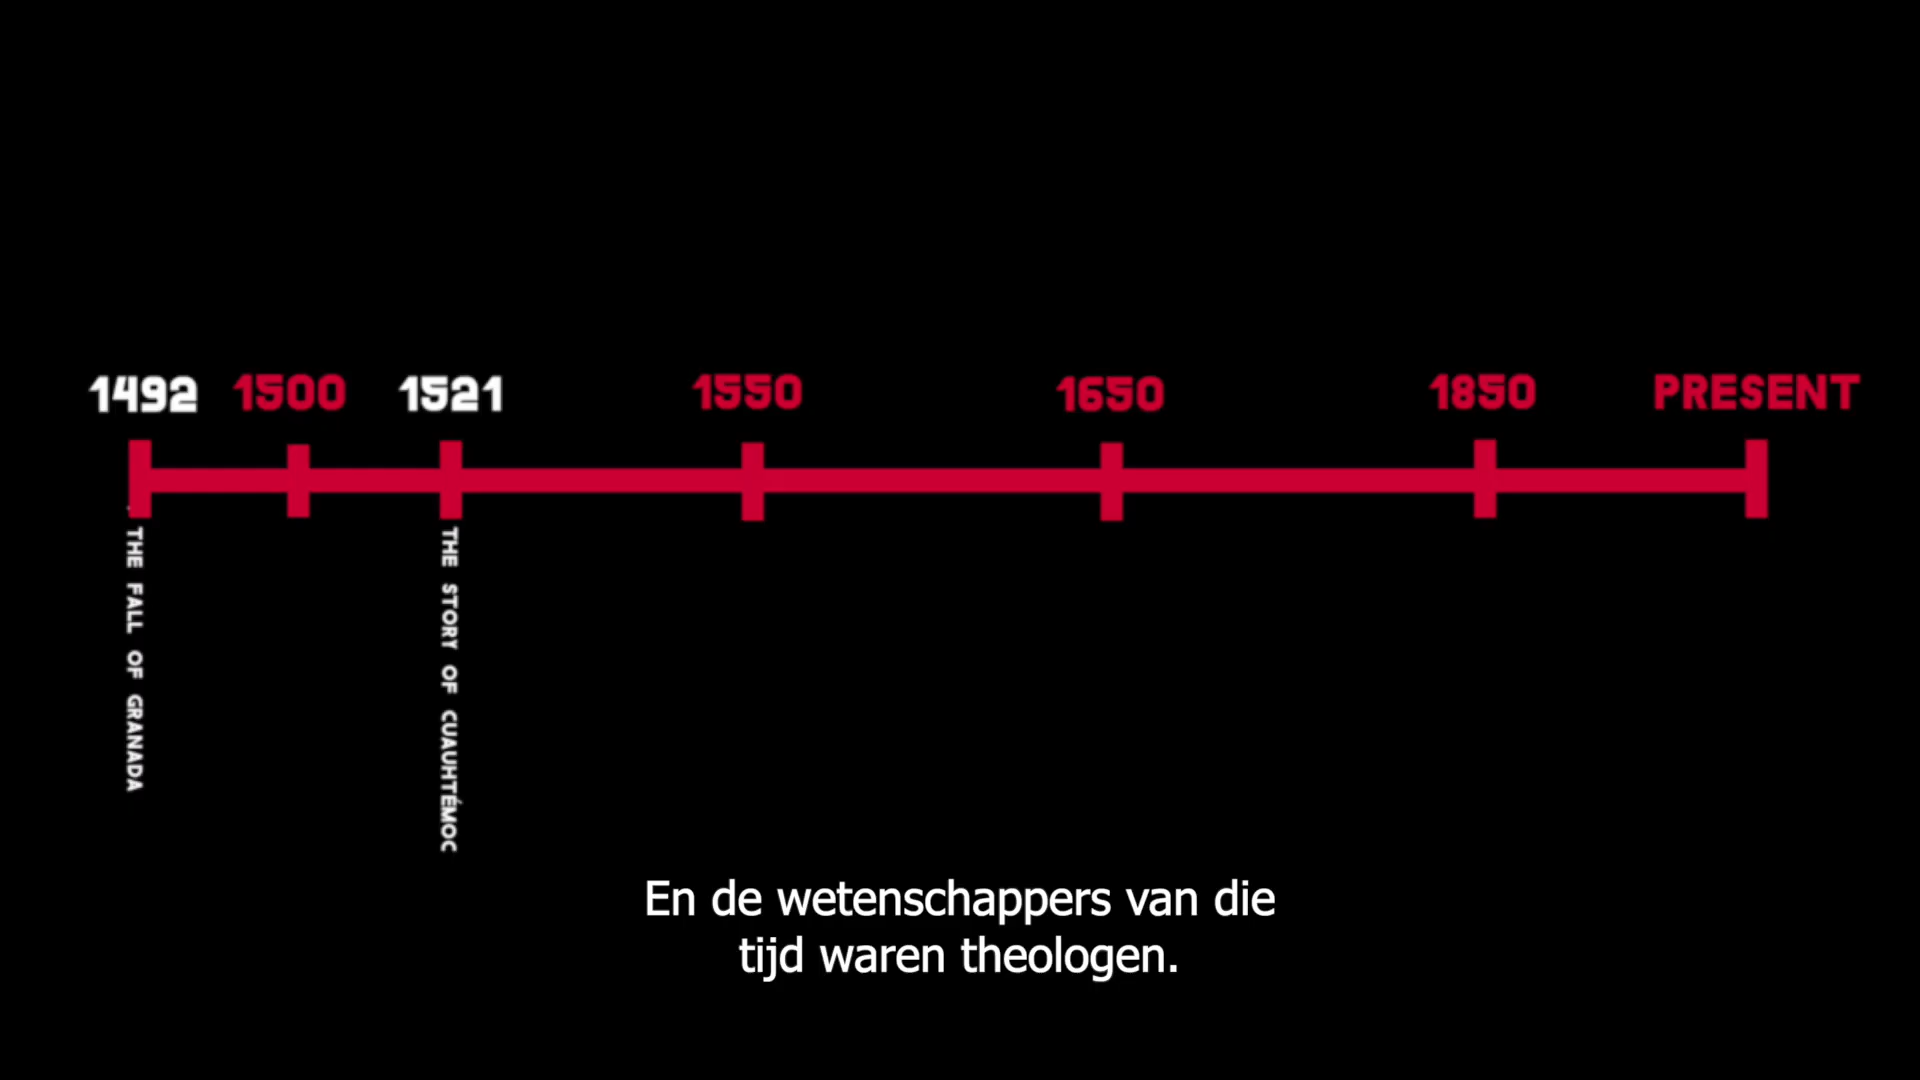 1492 1500 1521 1550 1650 1850 PRESENT
THE FALL OF GRANADA
THE STORY OF CUAUHTÉMOC
En de wetenschappers van die
tijd waren theologen.